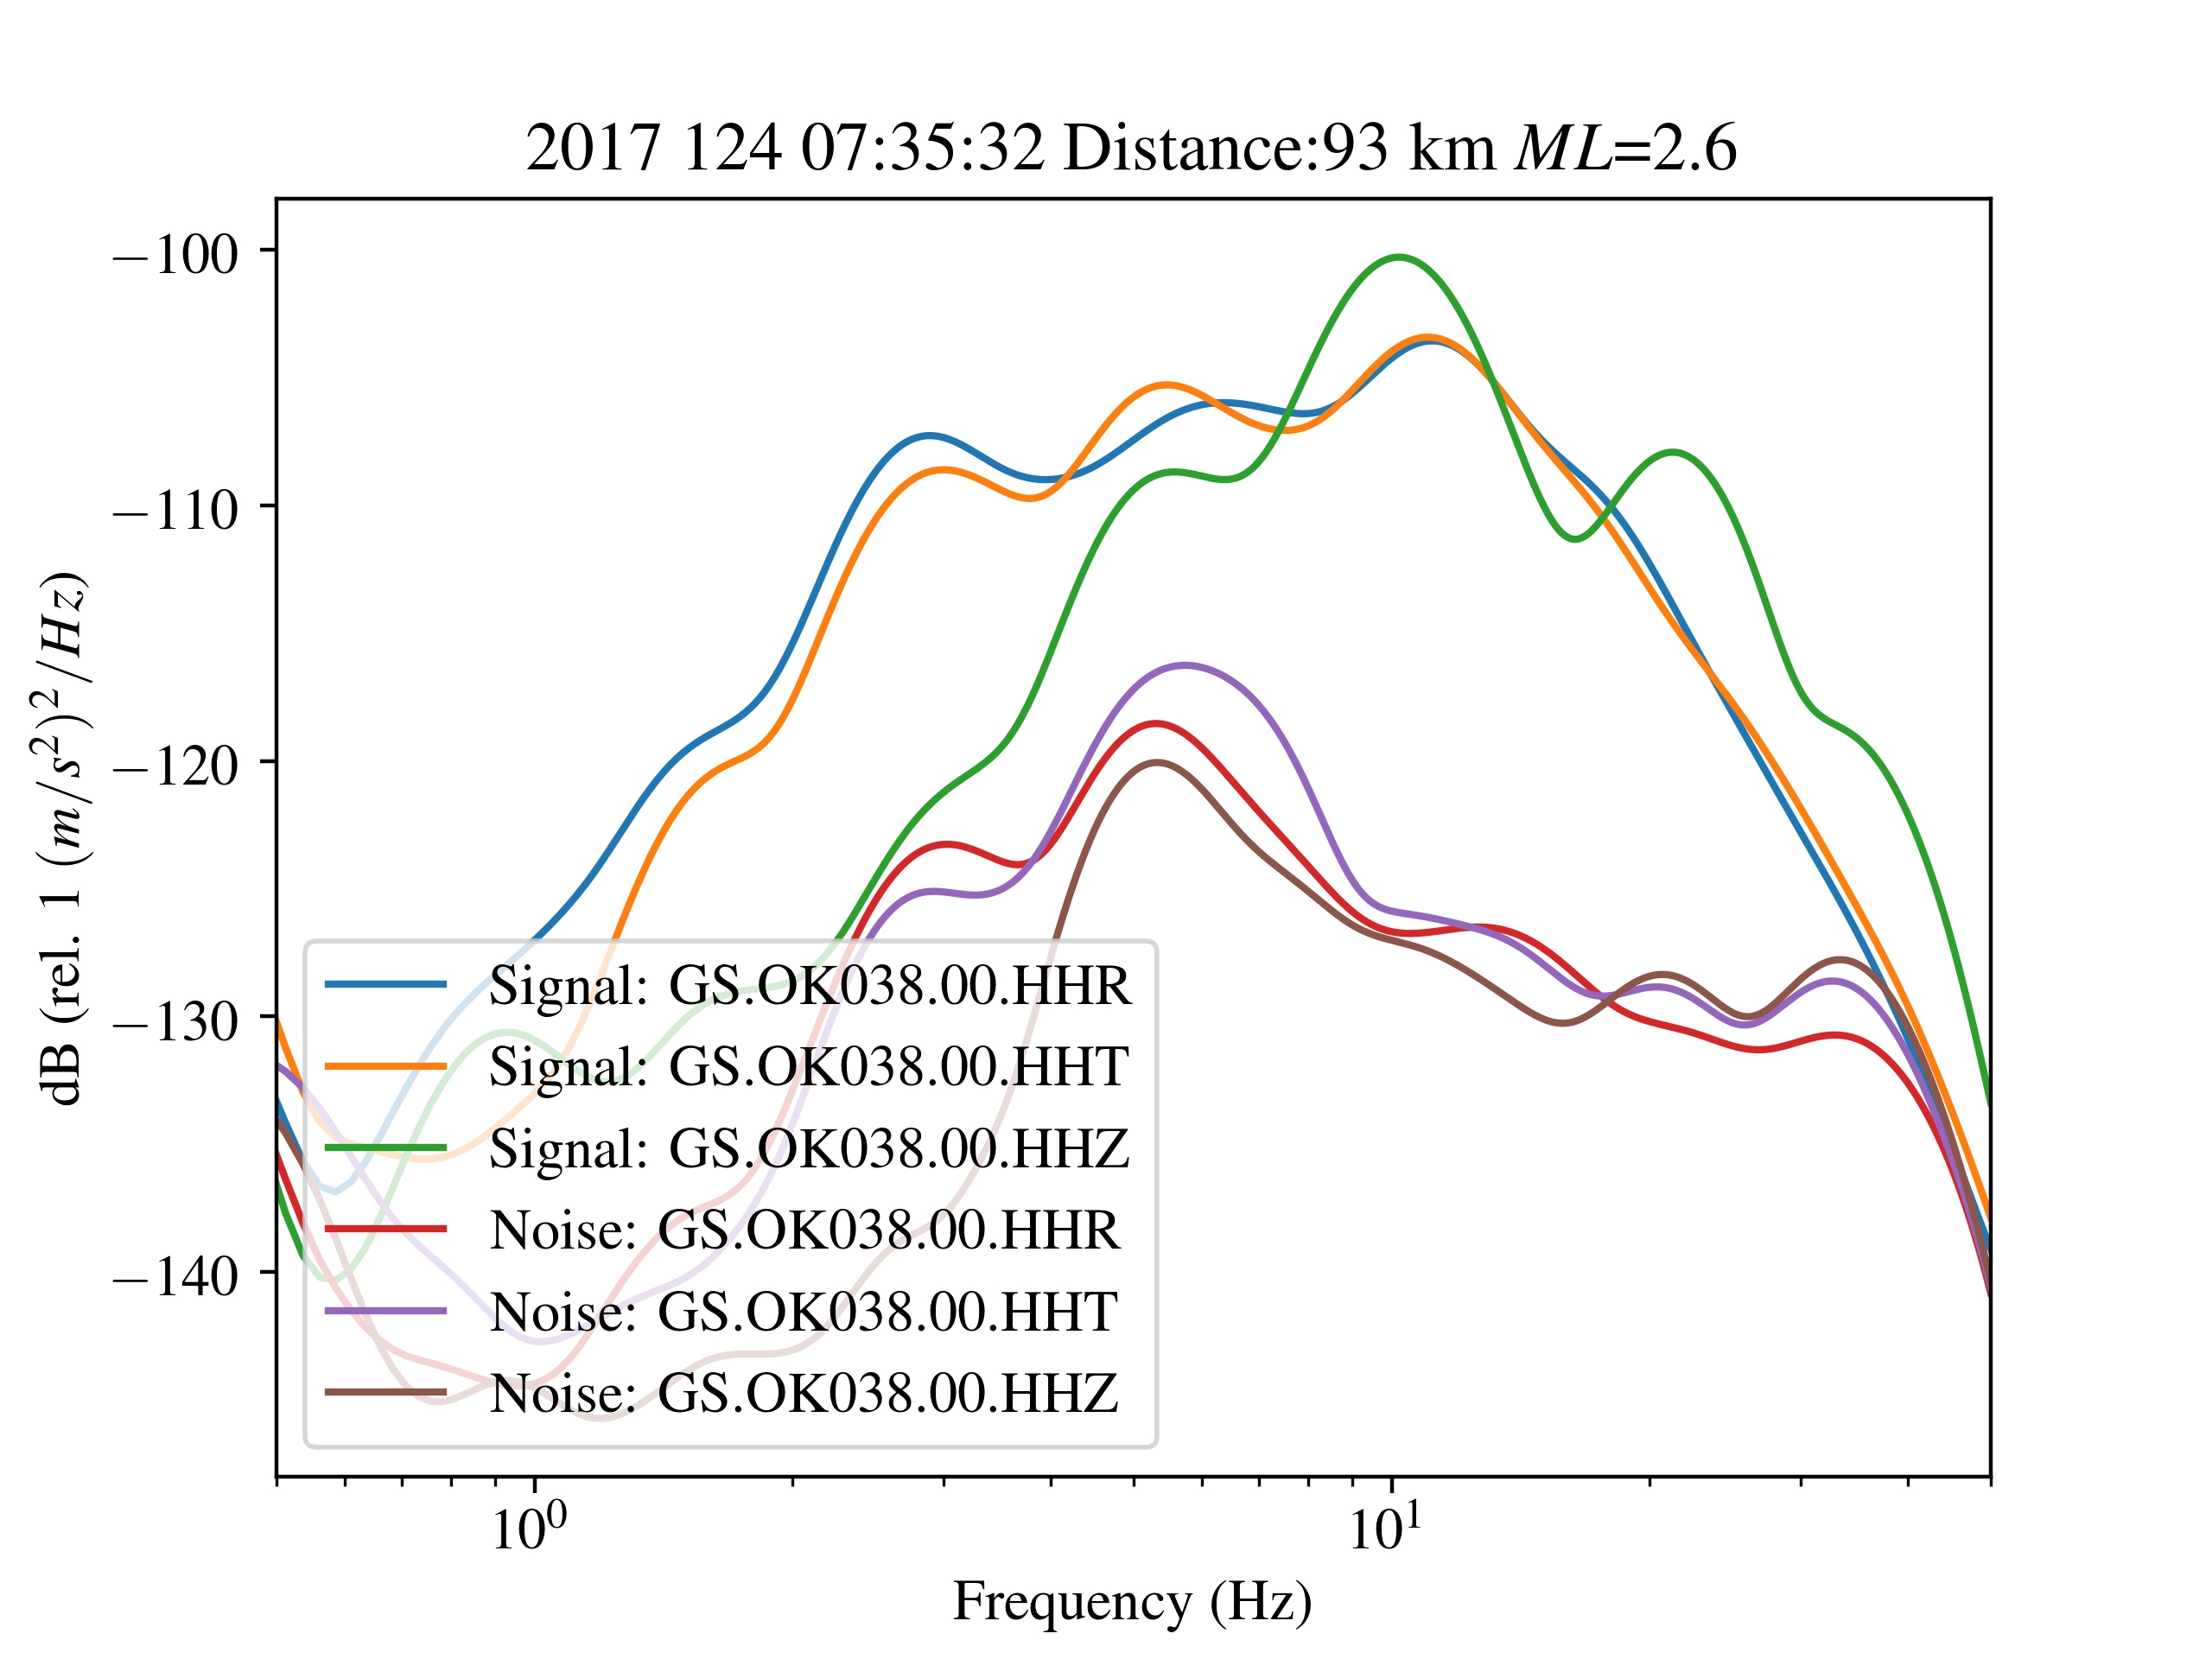 2017 124 07:35:32 Distance:93 km ML=2.6
dB (rel. 1 (m/s²)²/Hz)
−100
−110
−120
−130
−140
Signal: GS.OK038.00.HHR
Signal: GS.OK038.00.HHT
Signal: GS.OK038.00.HHZ
Noise: GS.OK038.00.HHR
Noise: GS.OK038.00.HHT
Noise: GS.OK038.00.HHZ
10⁰ 10¹
Frequency (Hz)